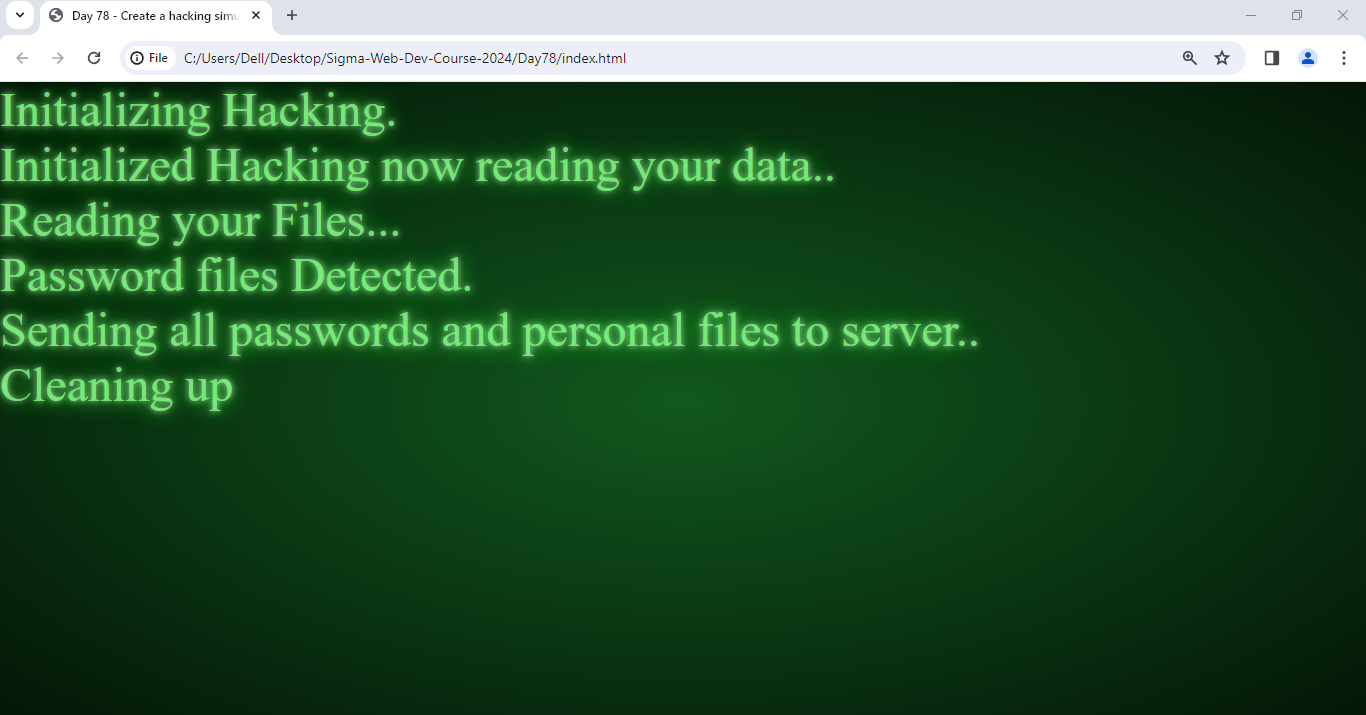 Day 78 - Create a hacking simu
File
C:/Users/Dell/Desktop/Sigma-Web-Dev-Course-2024/Day78/index.html
Initializing Hacking.
Initialized Hacking now reading your data..
Reading your Files...
Password files Detected.
Sending all passwords and personal files to server..
Cleaning up